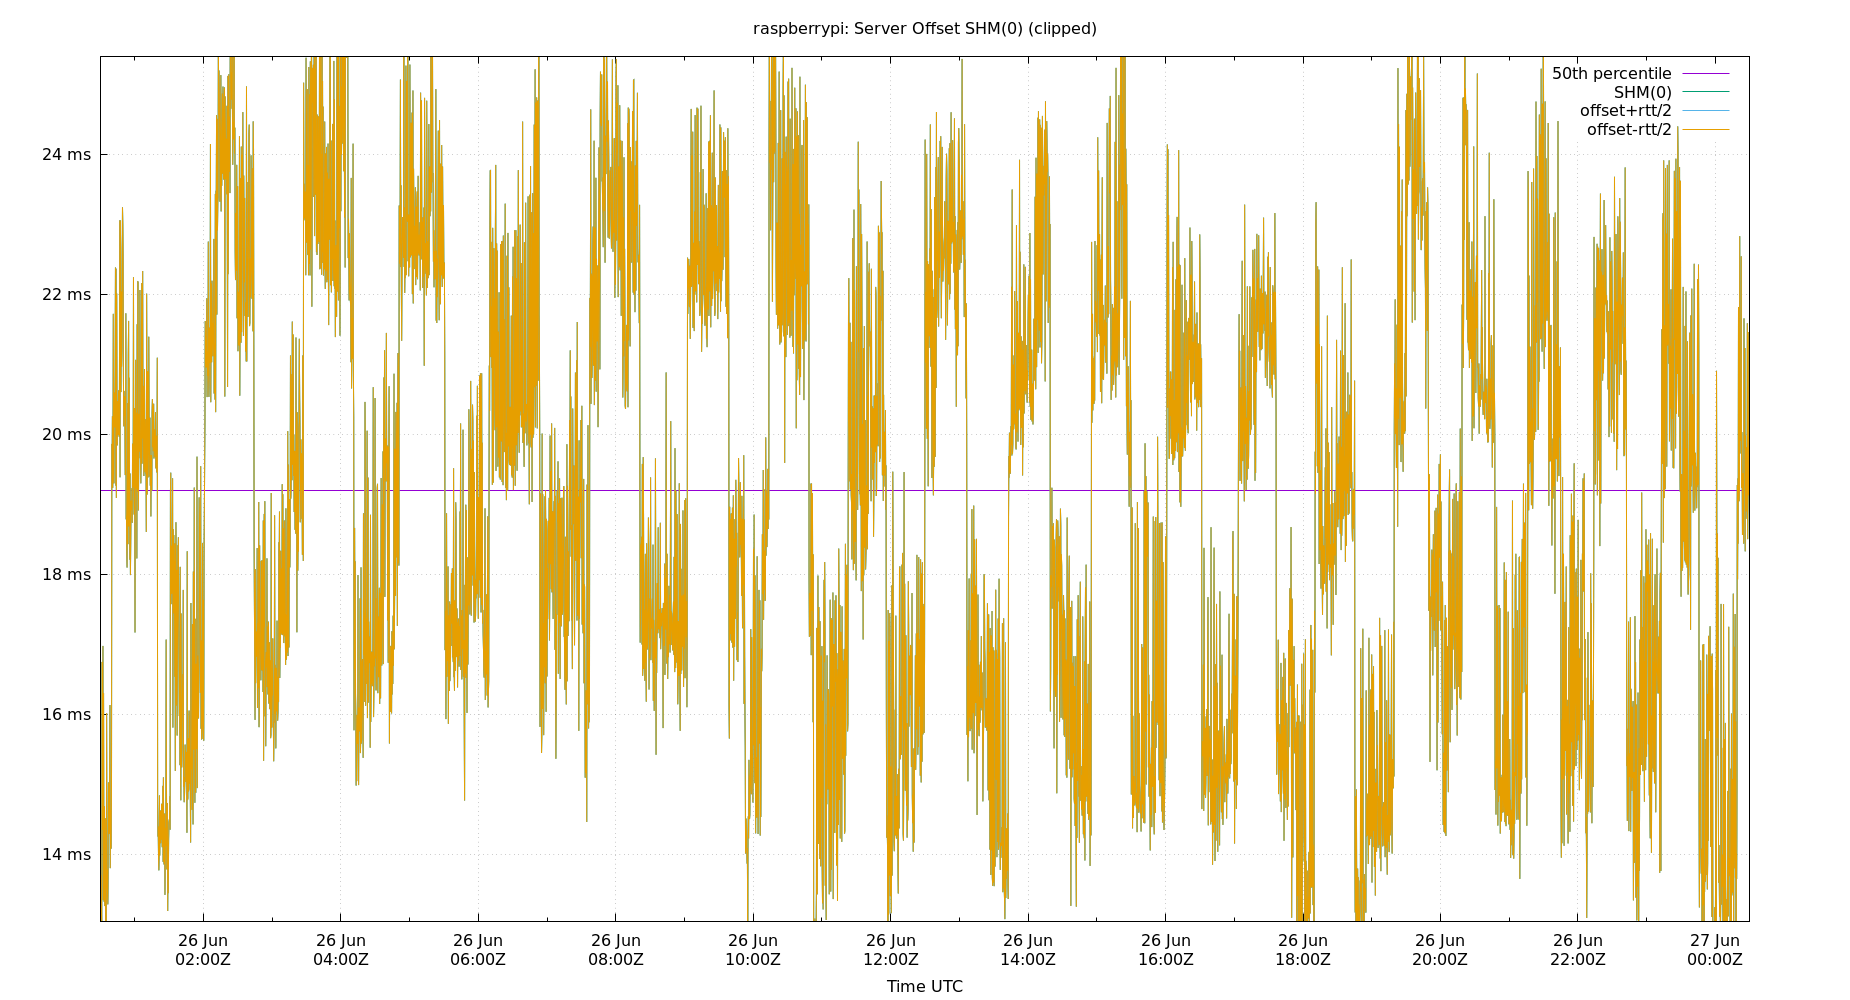 raspberrypi: Server Offset SHM(0) (clipped)
50th percentile
SHM(0)
offset+rtt/2
offset-rtt/2
24 ms
22 ms
20 ms
18 ms
16 ms
14 ms
26 Jun 26 Jun 26 Jun 26 Jun 26 Jun 26 Jun 26 Jun 26 Jun 26 Jun 26 Jun 26 Jun 27 Jun
02:00Z 04:00Z 06:00Z 08:00Z 10:00Z 12:00Z 14:00Z 16:00Z 18:00Z 20:00Z 22:00Z 00:00Z
Time UTC